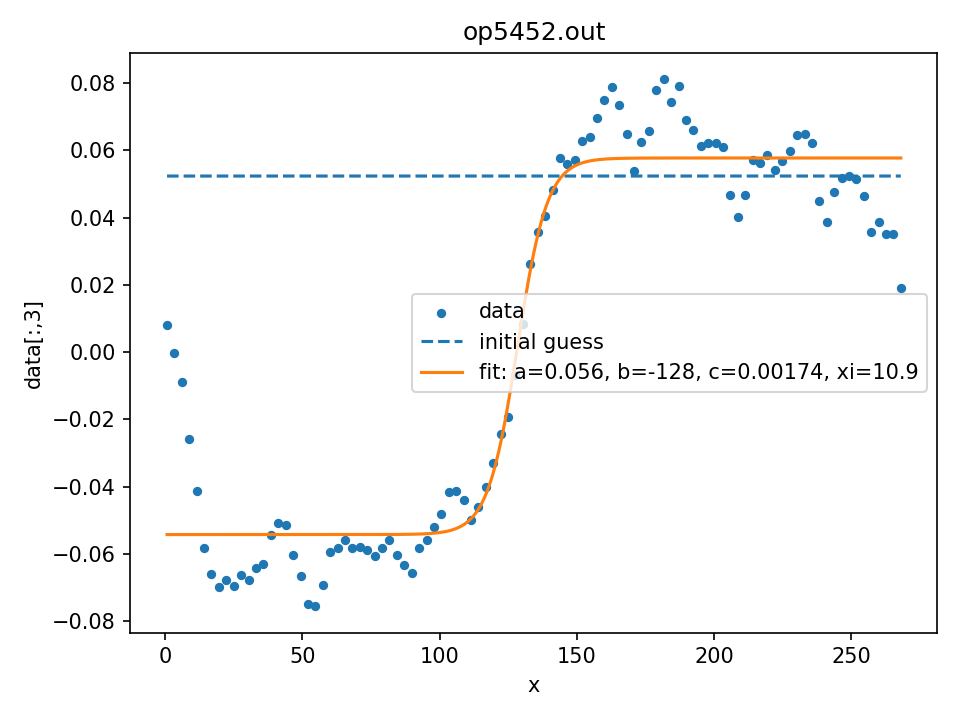 op5452.out
data[:,3]
0.08
0.06
0.04
0.02
0.00
−0.02
−0.04
−0.06
−0.08
data
initial guess
fit: a=0.056, b=-128, c=0.00174, xi=10.9
0 50 100 150 200 250
x